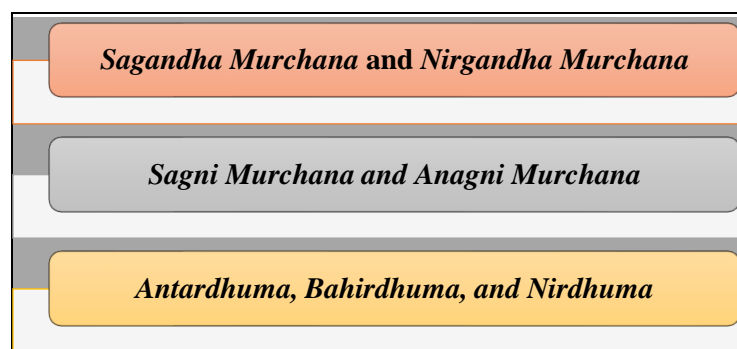 Sagandha Murchana and Nirgandha Murchana
Sagni Murchana and Anagni Murchana
Antardhuma, Bahirdhuma, and Nirdhuma